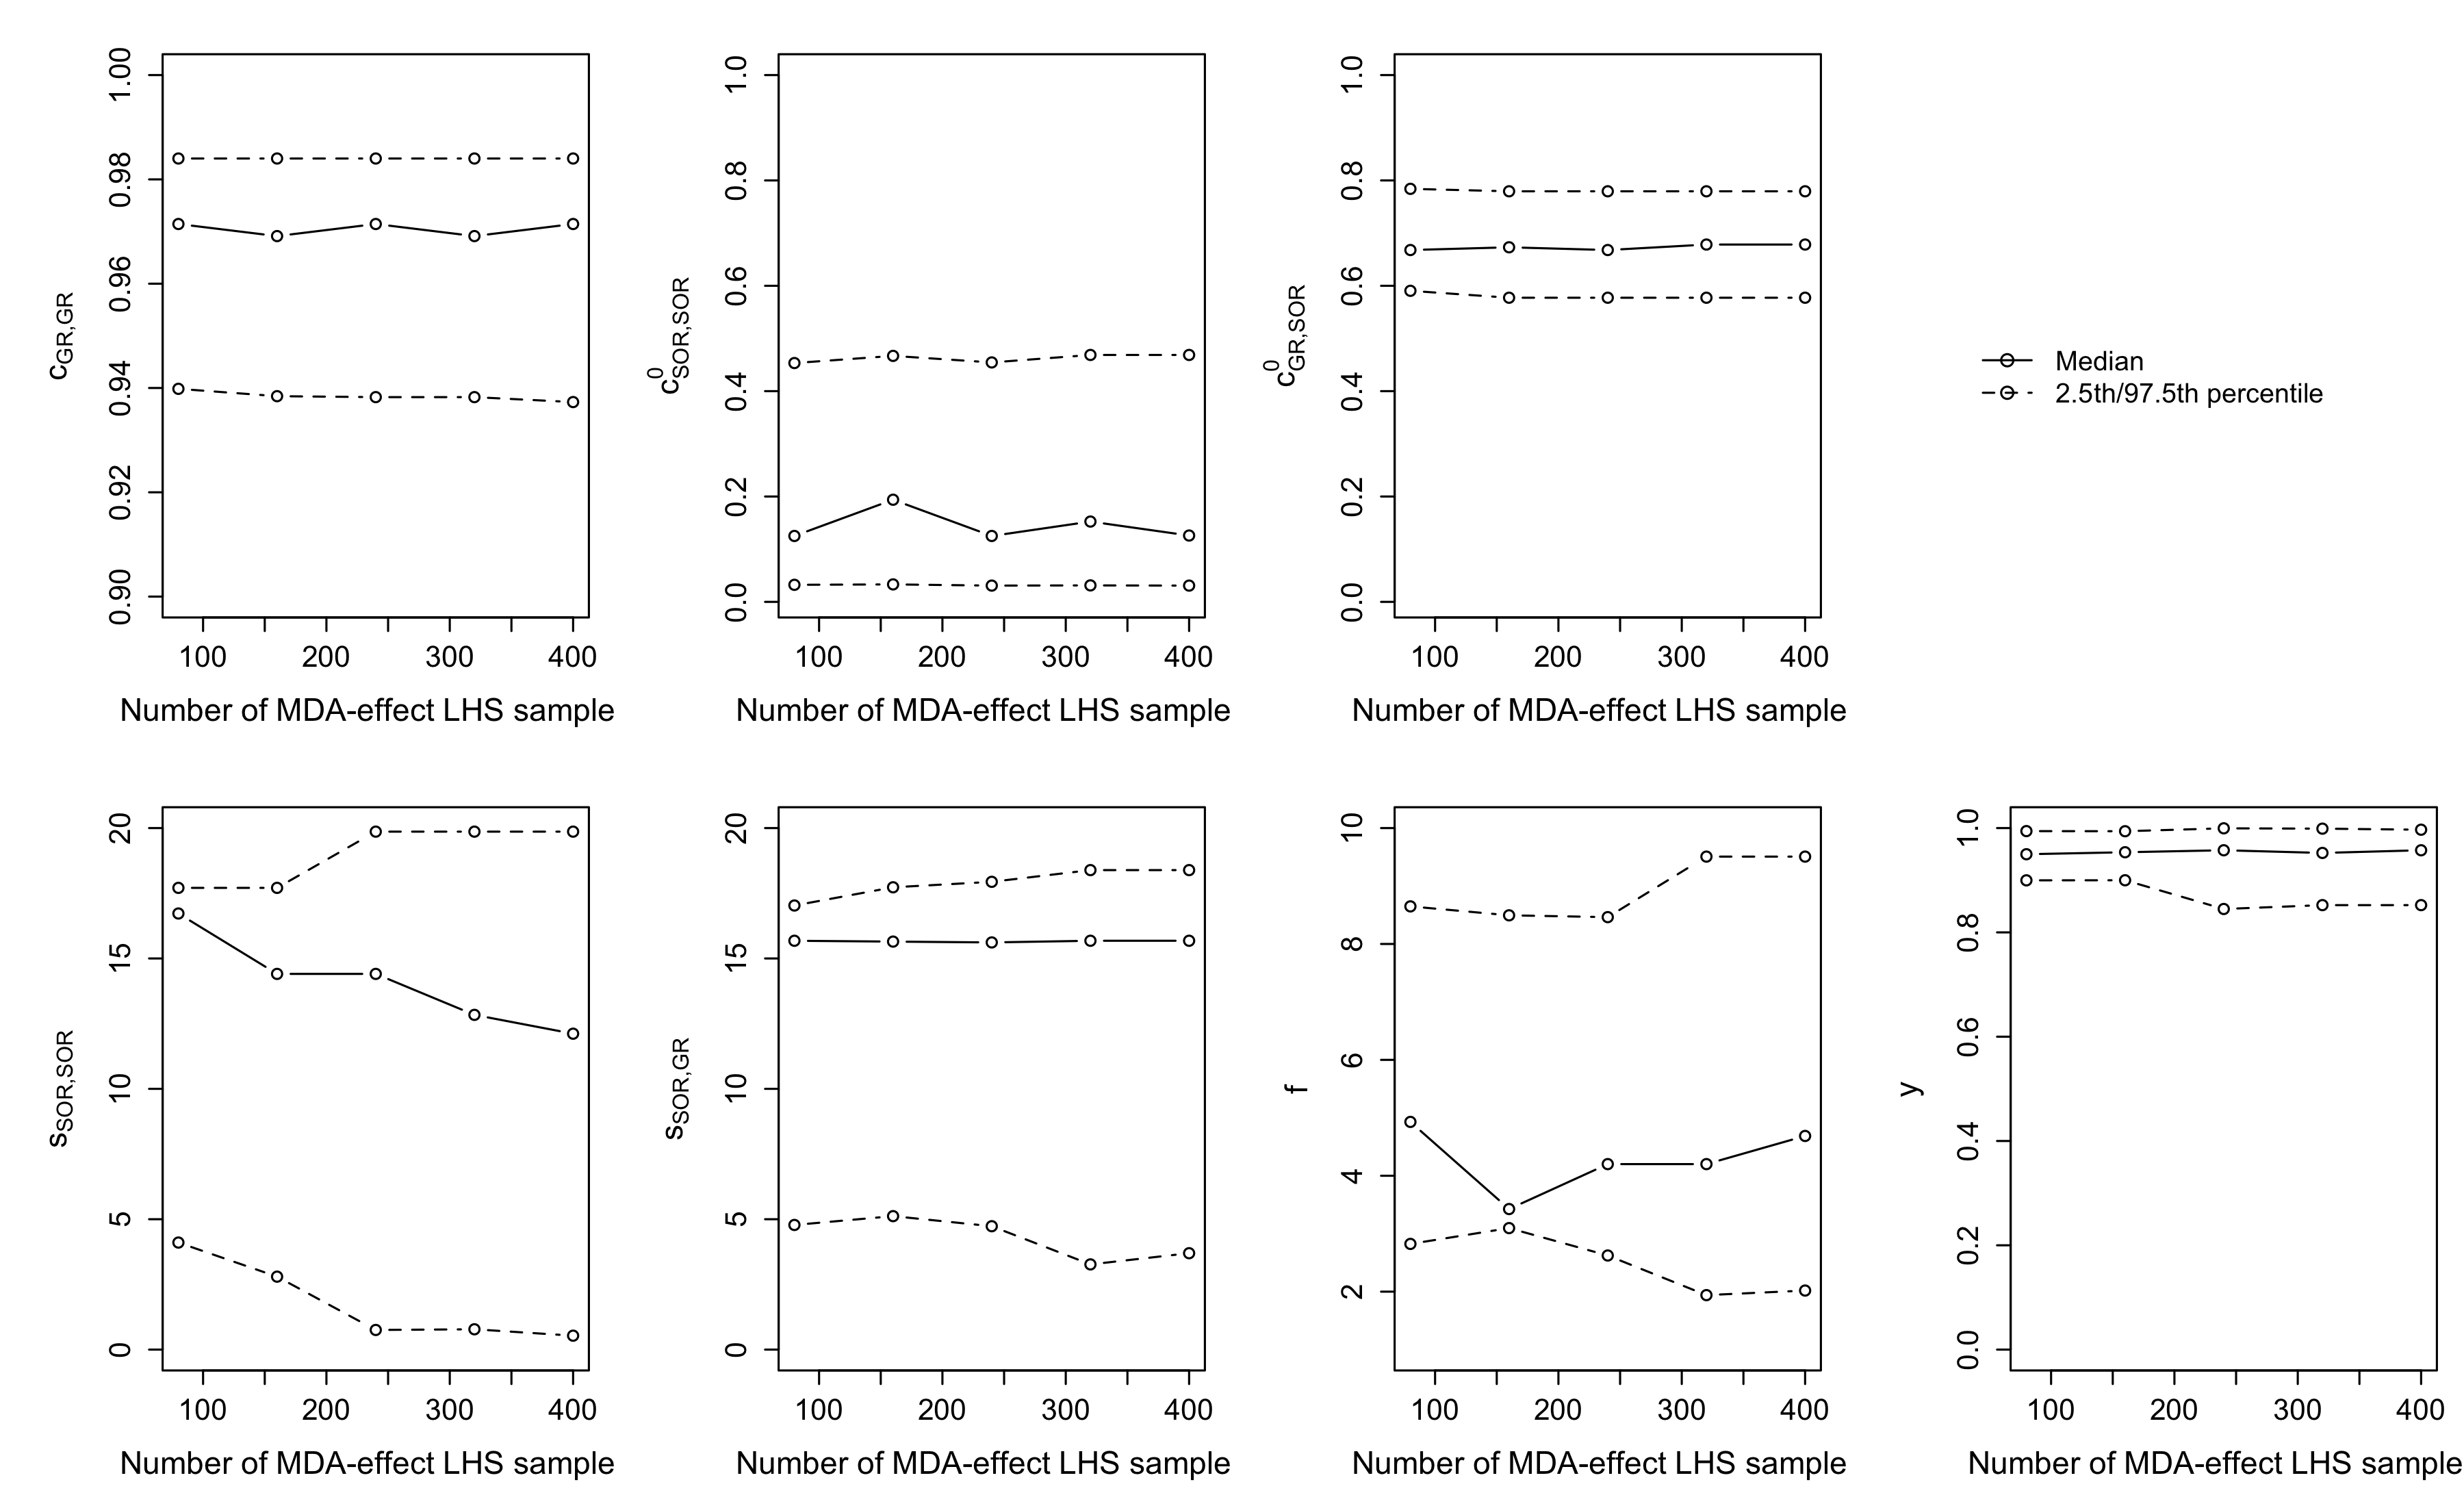 c_GR,GR
0.90 0.92 0.94 0.96 0.98 1.00
100 200 300 400
Number of MDA-effect LHS sample
c^0_SOR,SOR
0.0 0.2 0.4 0.6 0.8 1.0
100 200 300 400
Number of MDA-effect LHS sample
c^0_GR,SOR
0.0 0.2 0.4 0.6 0.8 1.0
100 200 300 400
Number of MDA-effect LHS sample
Median
2.5th/97.5th percentile
s_SOR,SOR
0 5 10 15 20
100 200 300 400
Number of MDA-effect LHS sample
s_SOR,GR
0 5 10 15 20
100 200 300 400
Number of MDA-effect LHS sample
f
2 4 6 8 10
100 200 300 400
Number of MDA-effect LHS sample
y
0.0 0.2 0.4 0.6 0.8 1.0
100 200 300 400
Number of MDA-effect LHS sample